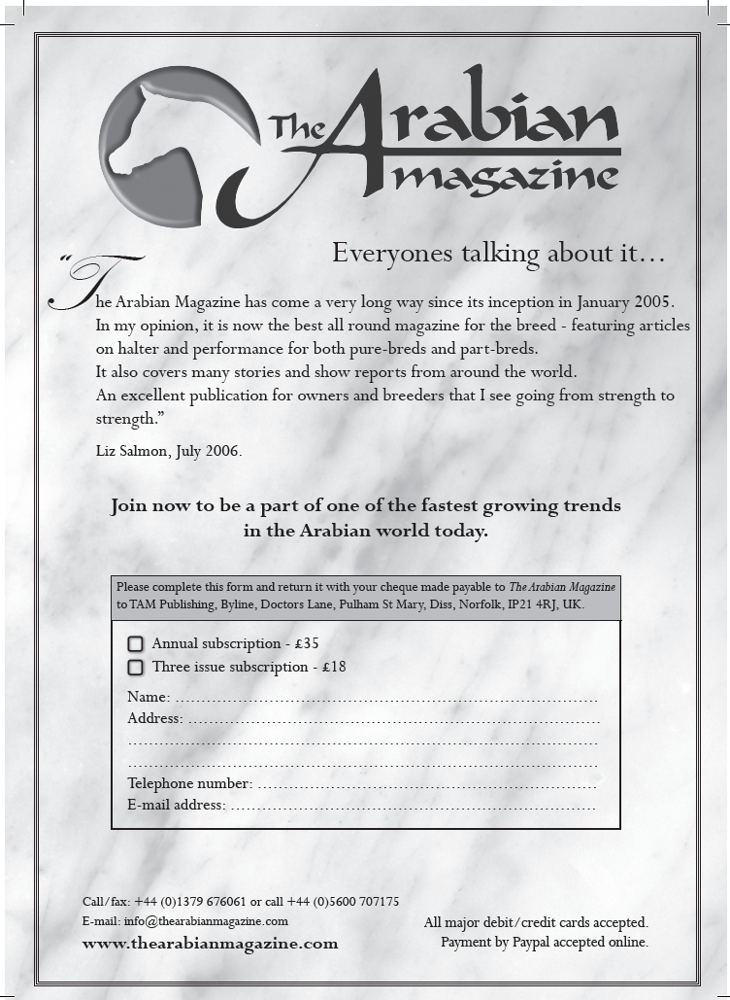 The Arabian
magazine
Everyones talking about it…
“The Arabian Magazine has come a very long way since its inception in January 2005.
In my opinion, it is now the best all round magazine for the breed - featuring articles
on halter and performance for both pure-breds and part-breds.
It also covers many stories and show reports from around the world.
An excellent publication for owners and breeders that I see going from strength to
strength.”
Liz Salmon, July 2006.
Join now to be a part of one of the fastest growing trends
in the Arabian world today.
Please complete this form and return it with your cheque made payable to The Arabian Magazine
to TAM Publishing, Byline, Doctors Lane, Pulham St Mary, Diss, Norfolk, IP21 4RJ, UK.
Annual subscription - £35
Three issue subscription - £18
Name: ....................................................................................
Address: ..................................................................................
..............................................................................................
..............................................................................................
Telephone number: ...................................................................
E-mail address: .........................................................................
Call/fax: +44 (0)1379 676061 or call +44 (0)5600 707175
E-mail: info@thearabianmagazine.com
www.thearabianmagazine.com
All major debit/credit cards accepted.
Payment by Paypal accepted online.